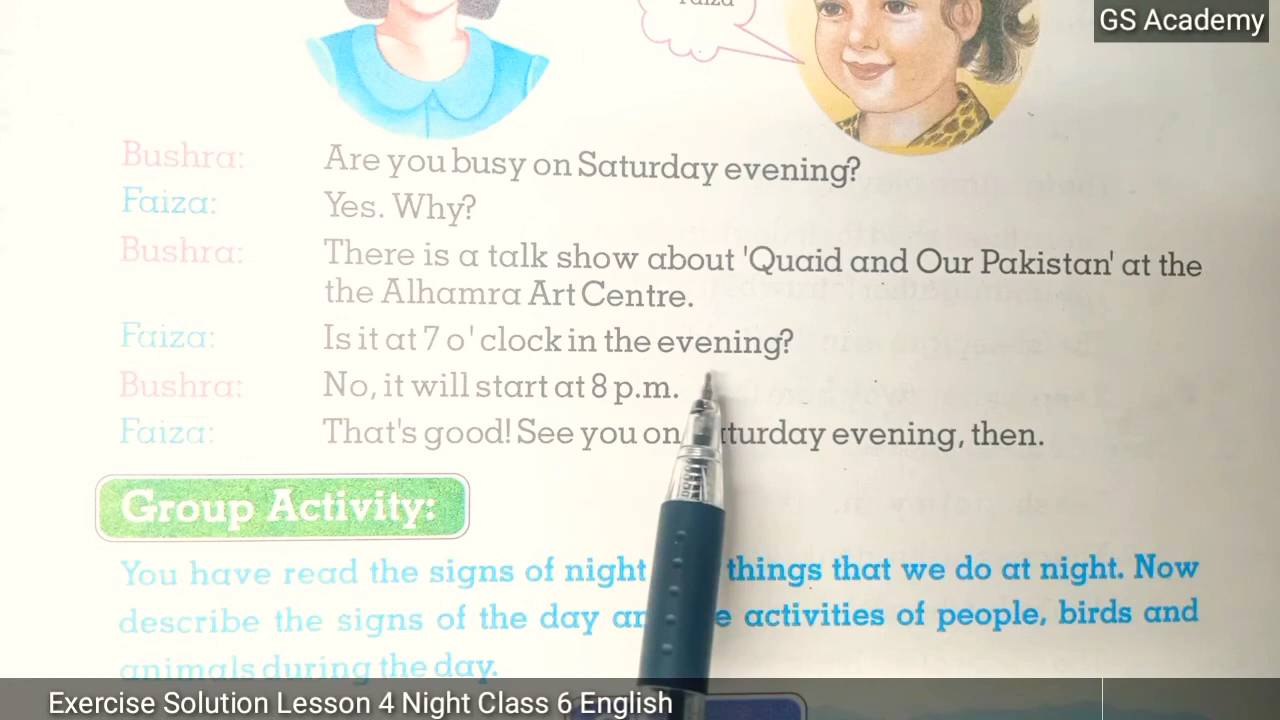 Faiza
GS Academy
Bushra: Are you busy on Saturday evening?
Faiza: Yes. Why?
Bushra: There is a talk show about 'Quaid and Our Pakistan' at the
the Alhamra Art Centre.
Faiza: Is it at 7 o' clock in the evening?
Bushra: No, it will start at 8 p.m.
Faiza: That's good! See you on evening, then.
Group Activity:
You have read the signs of night things that we do at night. Now
describe the signs of the day activities of people, birds and
animals during the day.
Exercise Solution Lesson 4 Night Class 6 English